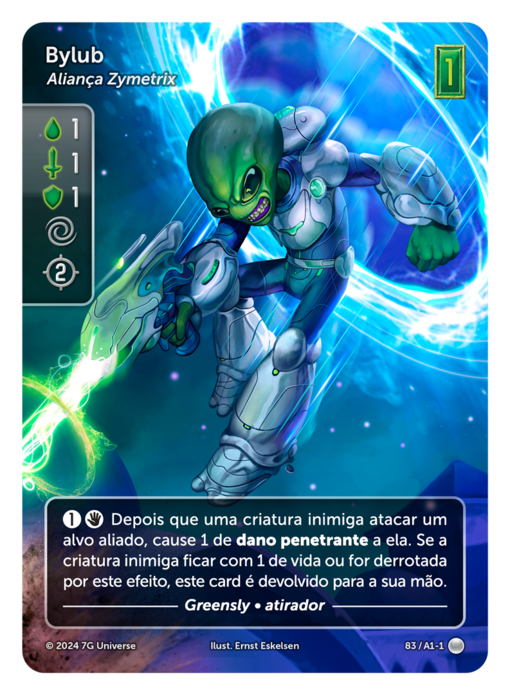 Bylub
Aliança Zymetrix
1
1
1
1
2
1 Depois que uma criatura inimiga atacar um
alvo aliado, cause 1 de dano penetrante a ela. Se a
criatura inimiga ficar com 1 de vida ou for derrotada
por este efeito, este card é devolvido para a sua mão.
Greensly • atirador
© 2024 7G Universe
Ilust. Ernst Eskelsen
83 / A1-1